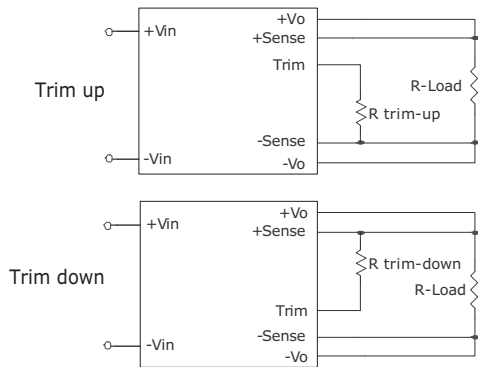 +Vo
+Vin
+Sense
Trim
Trim up
R-Load
R trim-up
-Sense
-Vin
-Vo
+Vo
+Vin
+Sense
R trim-down
Trim down
R-Load
Trim
-Sense
-Vin
-Vo